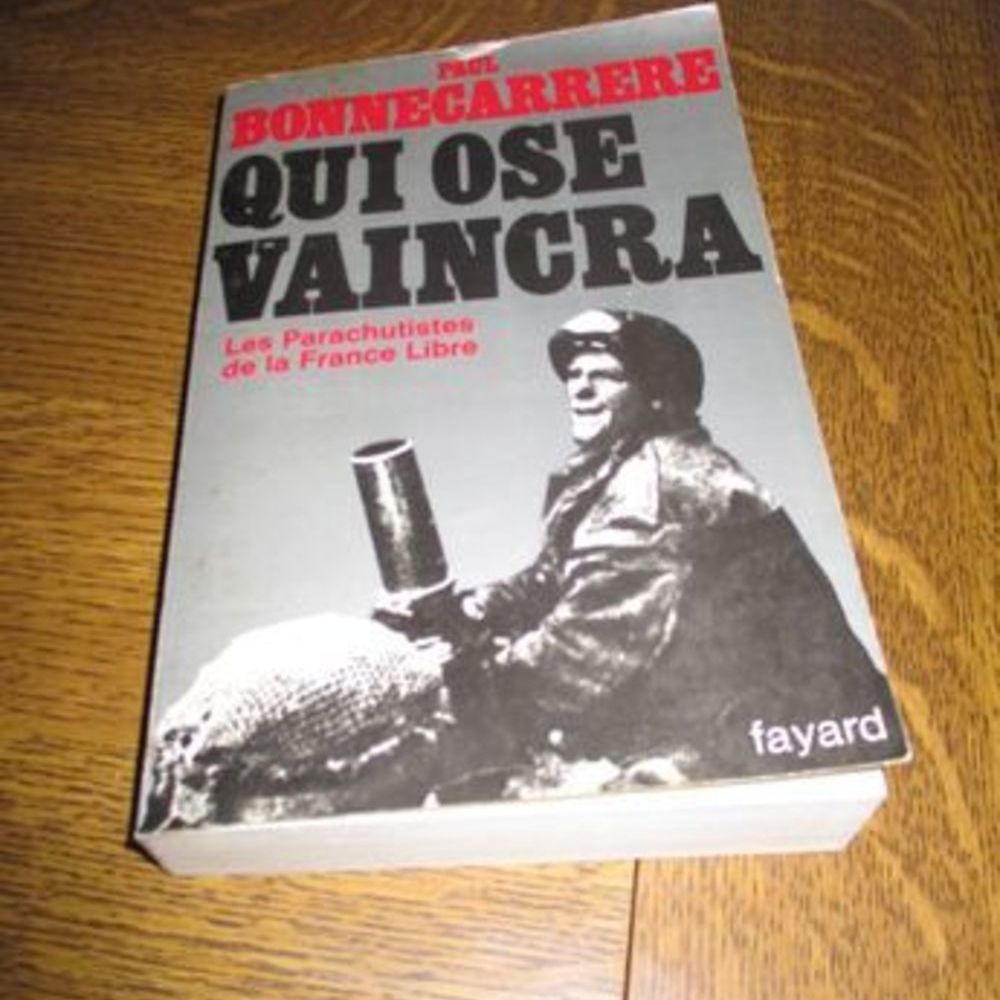 PAUL
BONNECARRERE
QUI OSE
VAINCRA
Les Parachutistes
de la France Libre
fayard